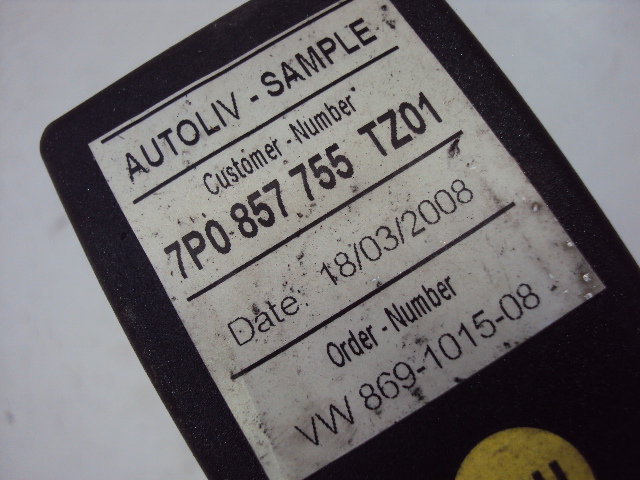 AUTOLIV - SAMPLE
Customer - Number
7P0 857 755 TZ01
Date: 18/03/2008
Order - Number
VW 869-1015-08